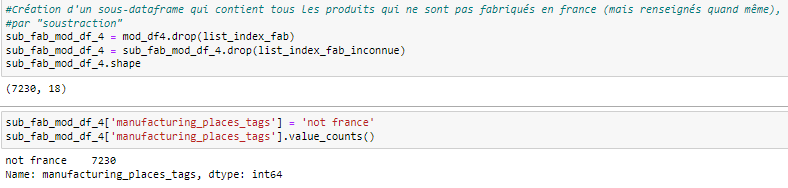 #Création d'un sous-dataframe qui contient tous Les produits qui ne sont pas fabriqués en france (mais renseignés quand même),
#par "soustraction"
sub_fab_mod_df_4 = mod_df4.drop(list_index_fab)
sub_fab_mod_df_4 = sub_fab_mod_df_4.drop(list_index_fab_inconnue)
sub_fab_mod_df_4.shape
(7230, 18)
sub_fab_mod_df_4['manufacturing_places_tags'] = 'not france'
sub_fab_mod_df_4['manufacturing_places_tags'].value_counts()
not france    7230
Name: manufacturing_places_tags, dtype: int64